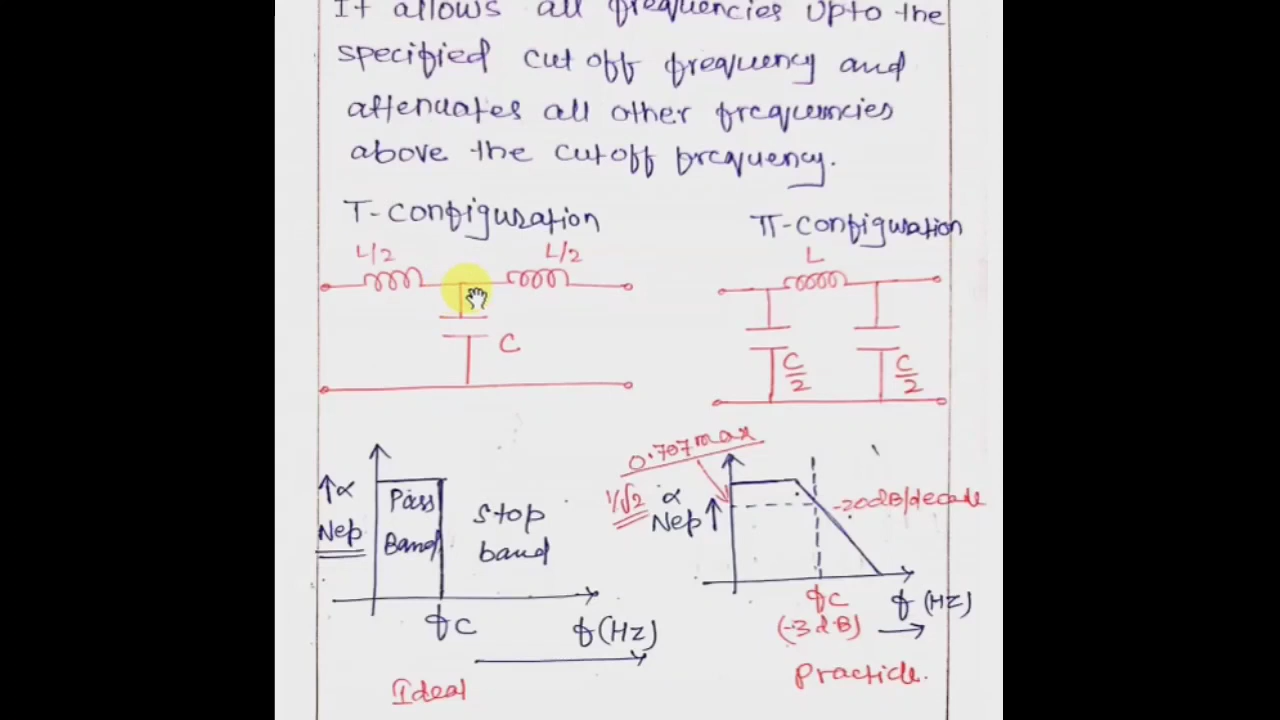 It allows all frequencies upto the
specified cut off frequency and
attenuates all other frequencies
above the cutoff frequency.
T-configuration
π-configuration
L/2
L/2
C
L
C/2
C/2
↑α
Nep
Pass
Band
Stop
band
fc
f(Hz)
Ideal
0.707 max
1/√2
α
Nep↑
-20dB/decade
fc
(-3dB)
f(Hz)
Practicle.